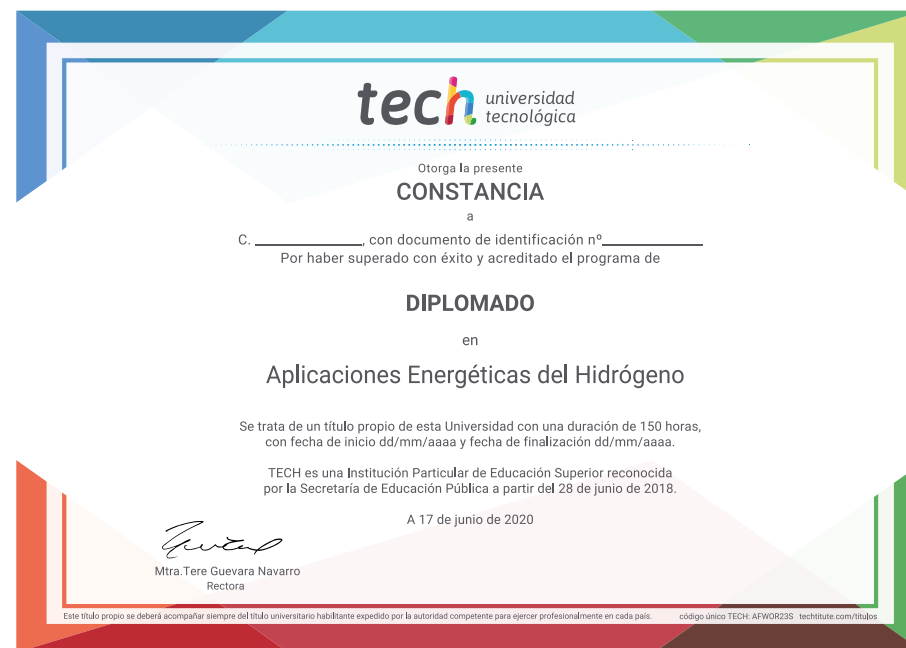 tech universidad
tecnológica
Otorga la presente
CONSTANCIA
a
C. ______________, con documento de identificación nº______________
Por haber superado con éxito y acreditado el programa de
DIPLOMADO
en
Aplicaciones Energéticas del Hidrógeno
Se trata de un título propio de esta Universidad con una duración de 150 horas,
con fecha de inicio dd/mm/aaaa y fecha de finalización dd/mm/aaaa.
TECH es una Institución Particular de Educación Superior reconocida
por la Secretaría de Educación Pública a partir del 28 de junio de 2018.
A 17 de junio de 2020
Mtra.Tere Guevara Navarro
Rectora
Este título propio se deberá acompañar siempre del título universitario habilitante expedido por la autoridad competente para ejercer profesionalmente en cada país. código único TECH: AFWOR23S techtitute.com/titulos